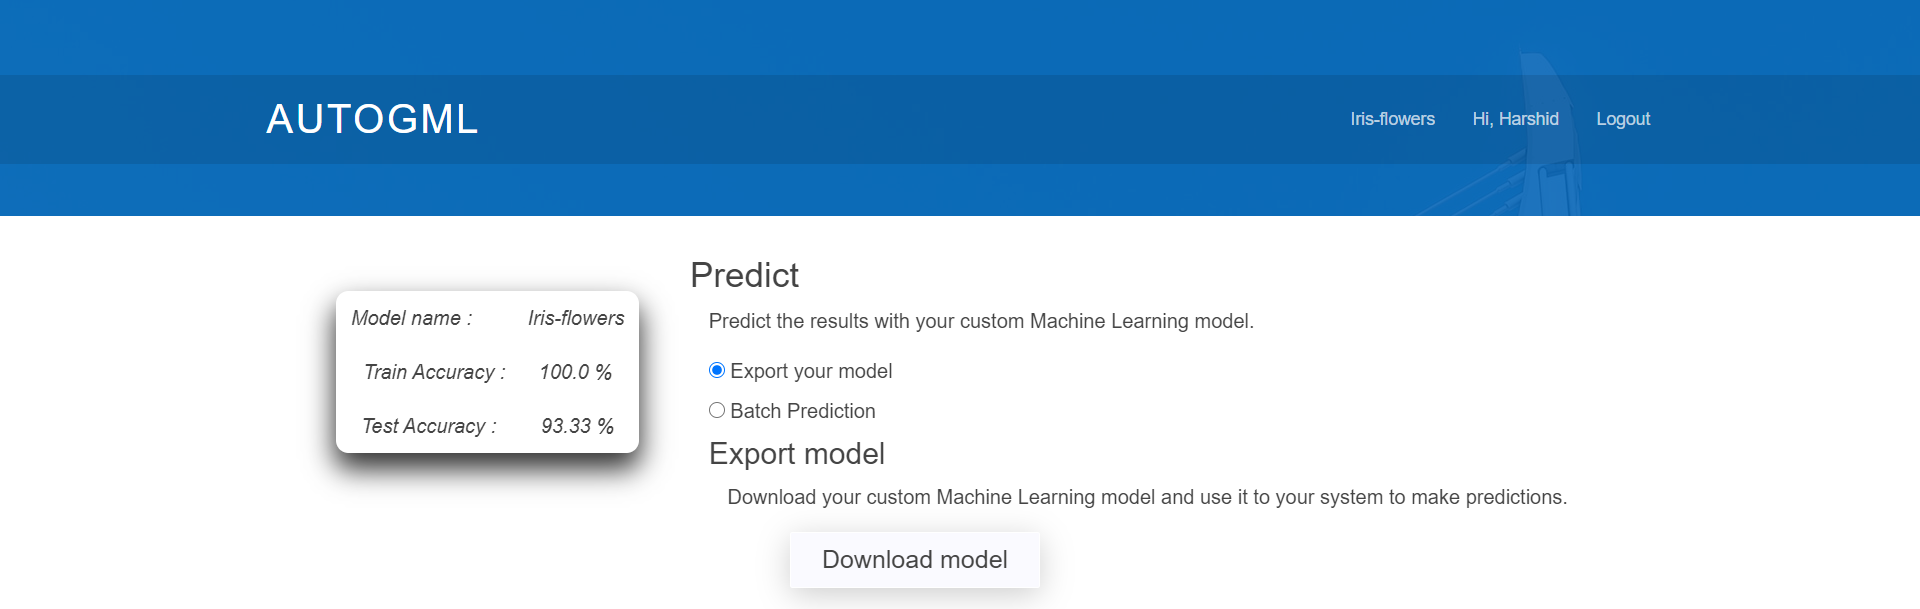 AUTOGML
Iris-flowers Hi, Harshid Logout
Model name : Iris-flowers
Train Accuracy : 100.0 %
Test Accuracy : 93.33 %
Predict
Predict the results with your custom Machine Learning model.
Export your model
Batch Prediction
Export model
Download your custom Machine Learning model and use it to your system to make predictions.
Download model